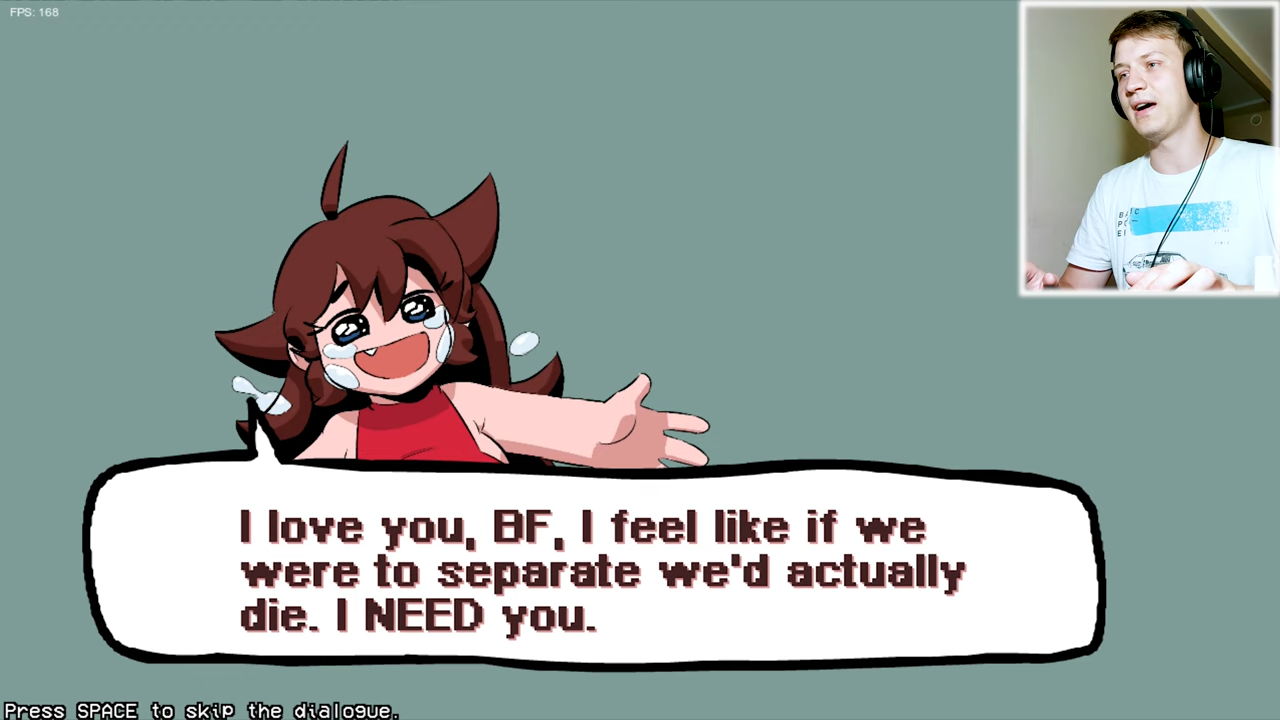 FPS: 168
I love you, BF, I feel like if we
were to separate we'd actually
die. I NEED you.
Press SPACE to skip the dialogue.